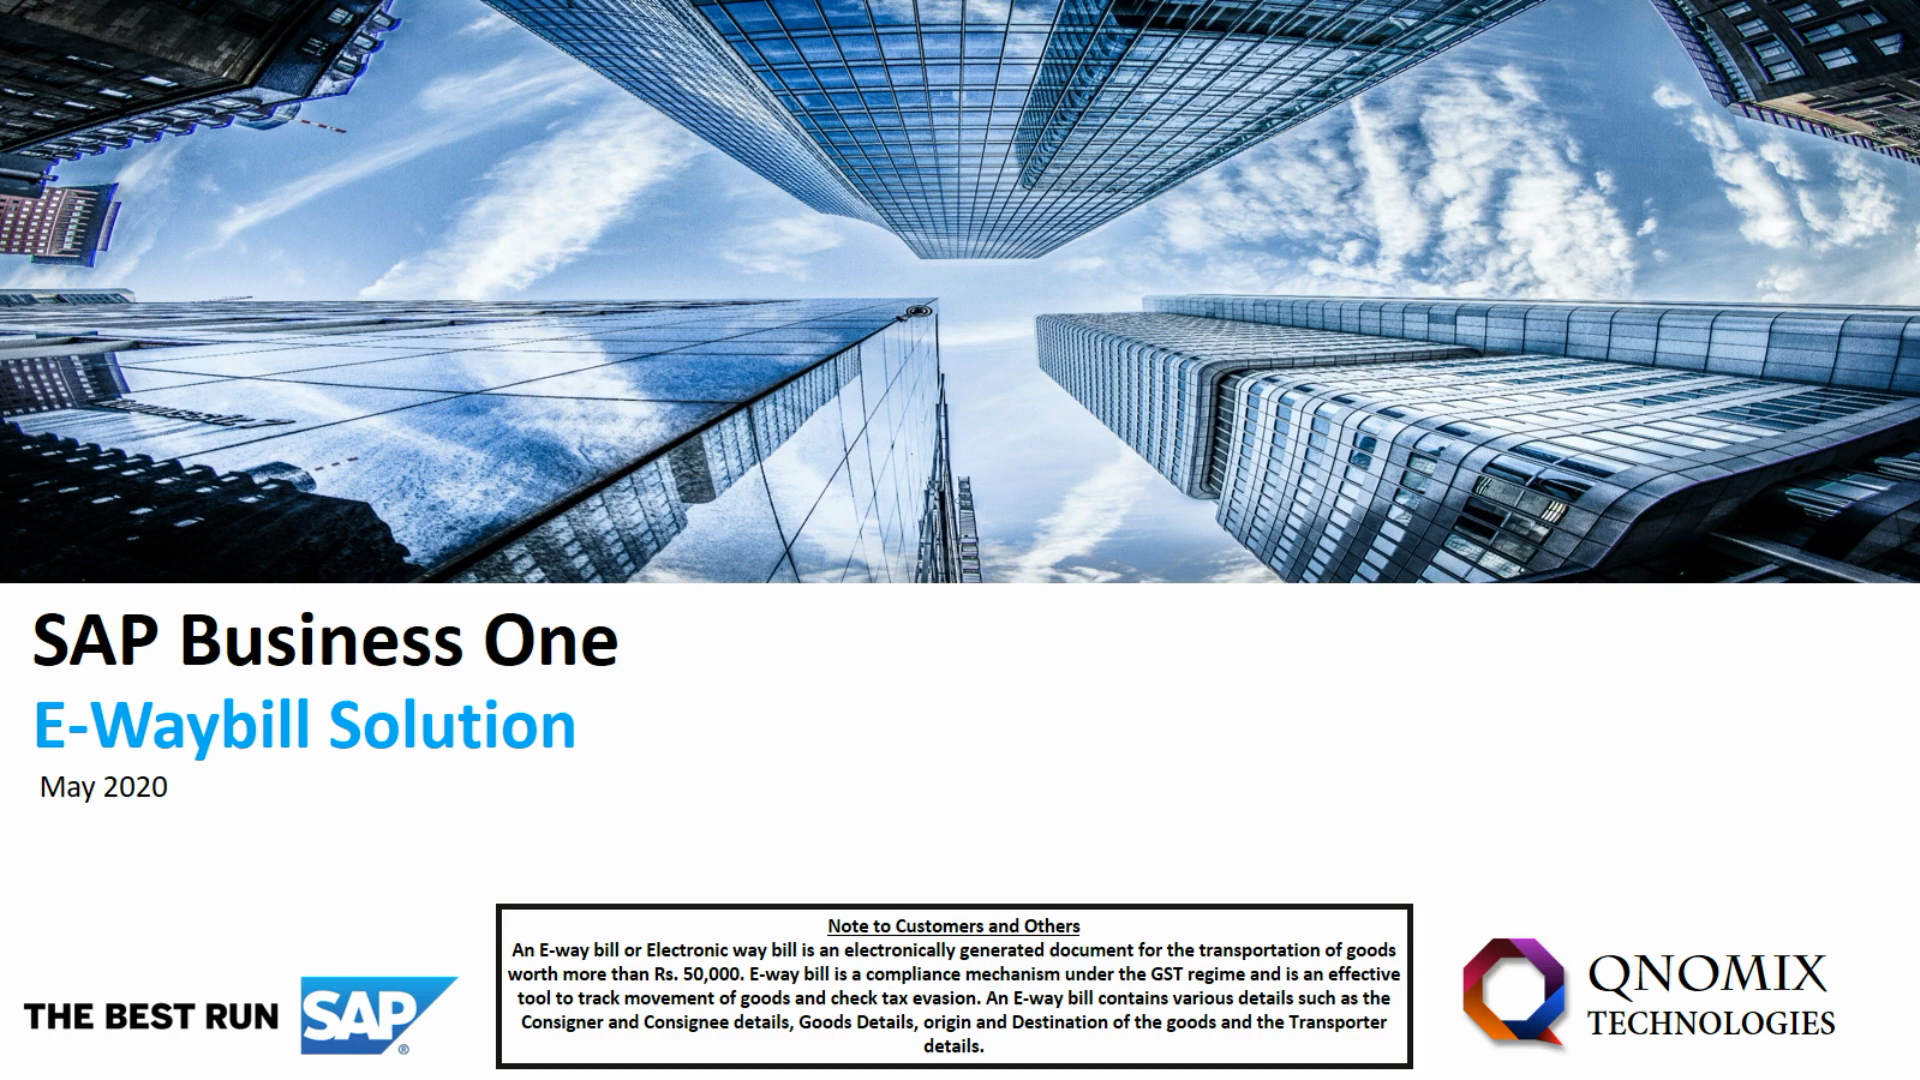 SAP Business One
E-Waybill Solution
May 2020
Note to Customers and Others
An E-way bill or Electronic way bill is an electronically generated document for the transportation of goods
worth more than Rs. 50,000. E-way bill is a compliance mechanism under the GST regime and is an effective
tool to track movement of goods and check tax evasion. An E-way bill contains various details such as the
Consigner and Consignee details, Goods Details, origin and Destination of the goods and the Transporter
details.
THE BEST RUN SAP®
QNOMIX
TECHNOLOGIES